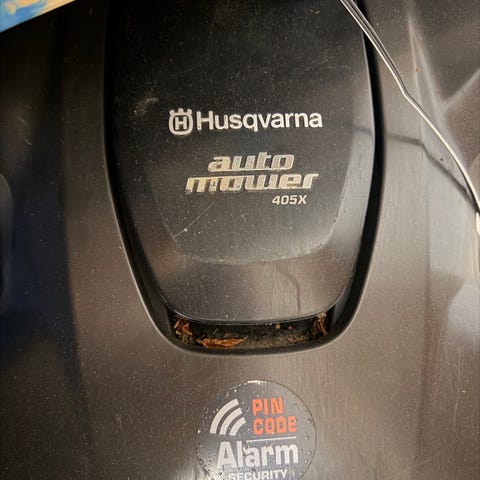 Husqvarna
auto
mower
405X
PIN
CODE
Alarm
SECURITY